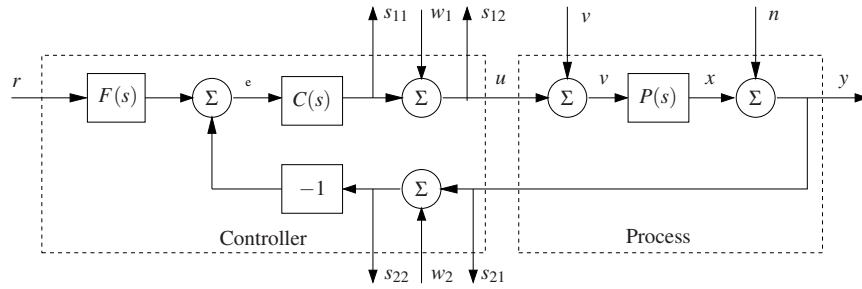 s₁₁ w₁ s₁₂ v n
r F(s) Σ e C(s) Σ u Σ v P(s) x Σ y
−1 Σ
Controller Process
s₂₂ w₂ s₂₁